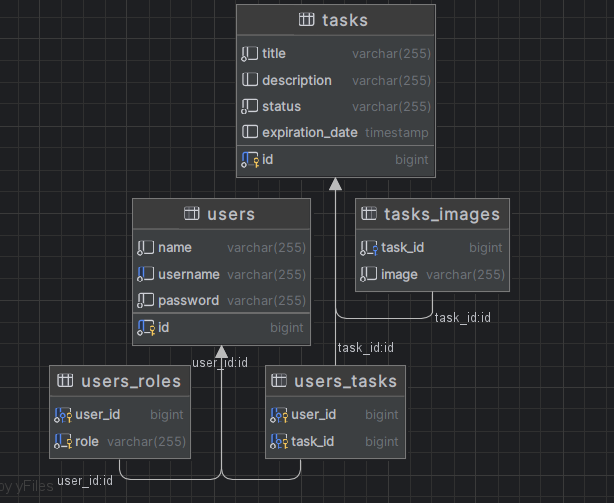 tasks
title varchar(255)
description varchar(255)
status varchar(255)
expiration_date timestamp
id bigint
users
name varchar(255)
username varchar(255)
password varchar(255)
id bigint
tasks_images
task_id bigint
image varchar(255)
task_id:id
task_id:id
user_id:id
users_roles
user_id bigint
role varchar(255)
users_tasks
user_id bigint
task_id bigint
user_id:id
by yFiles